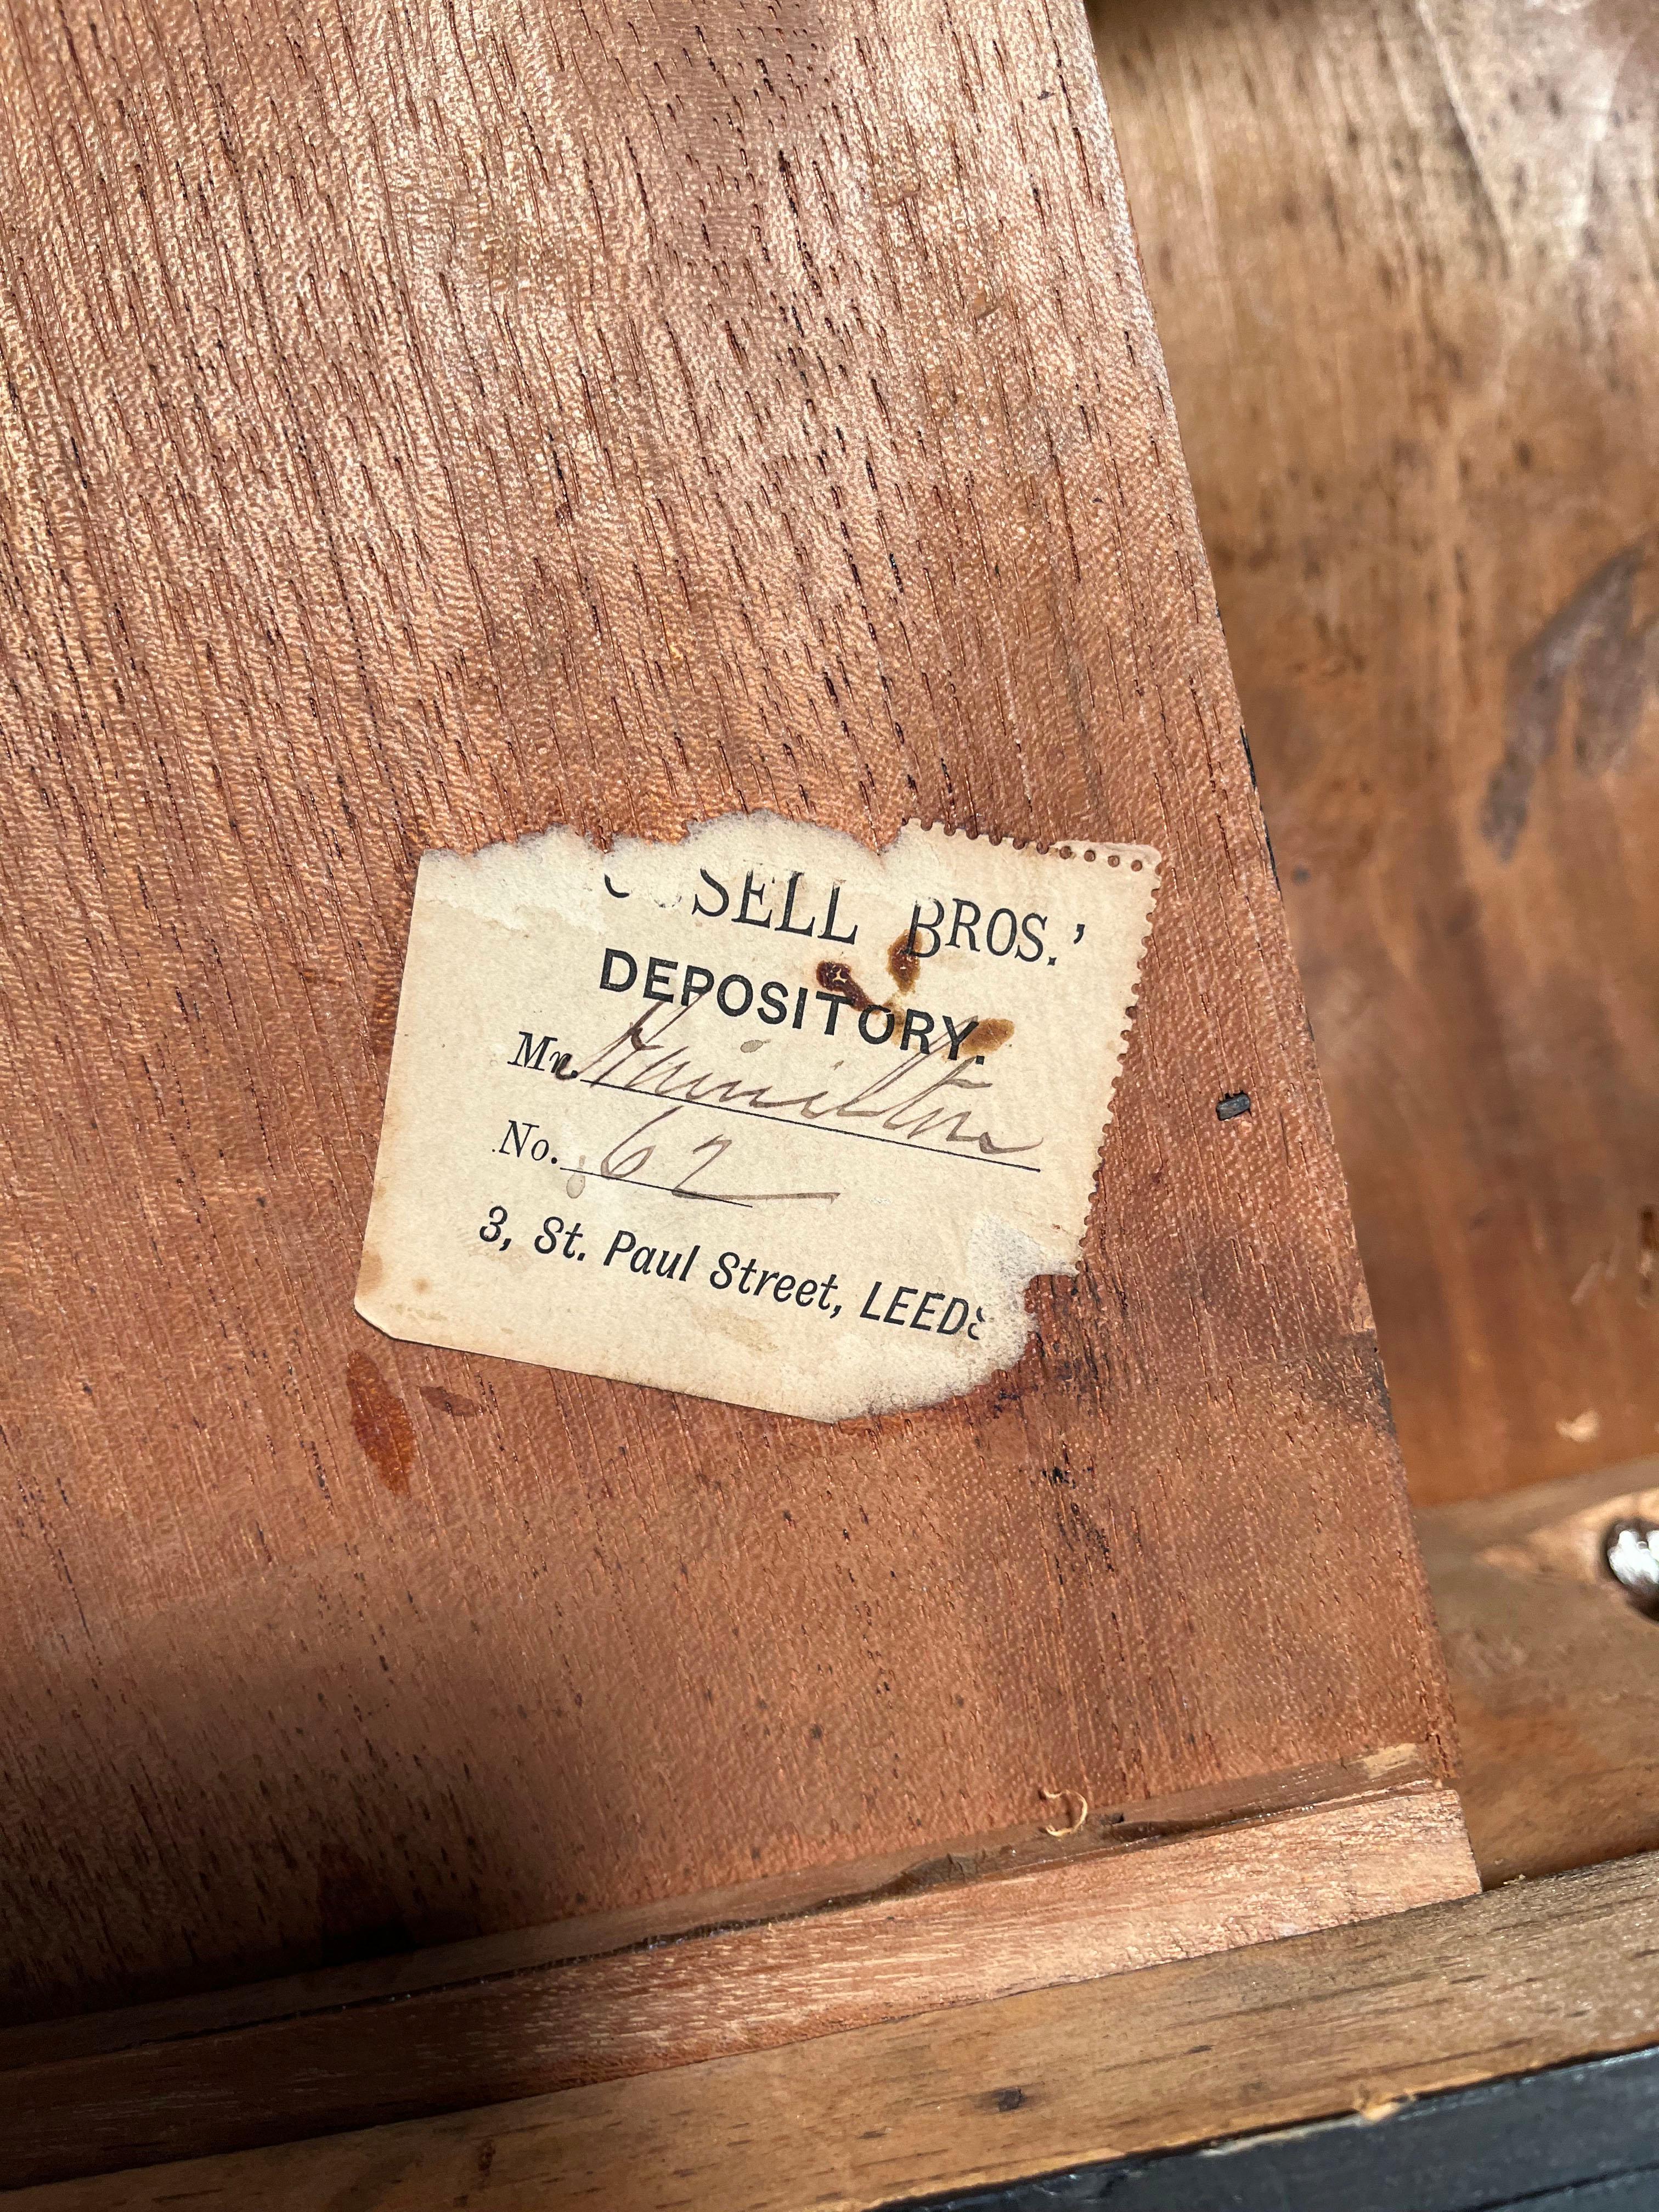 SELL BROS.'
DEPOSITORY.
Mr. Hamilton
No. 62
3, St. Paul Street, LEEDS